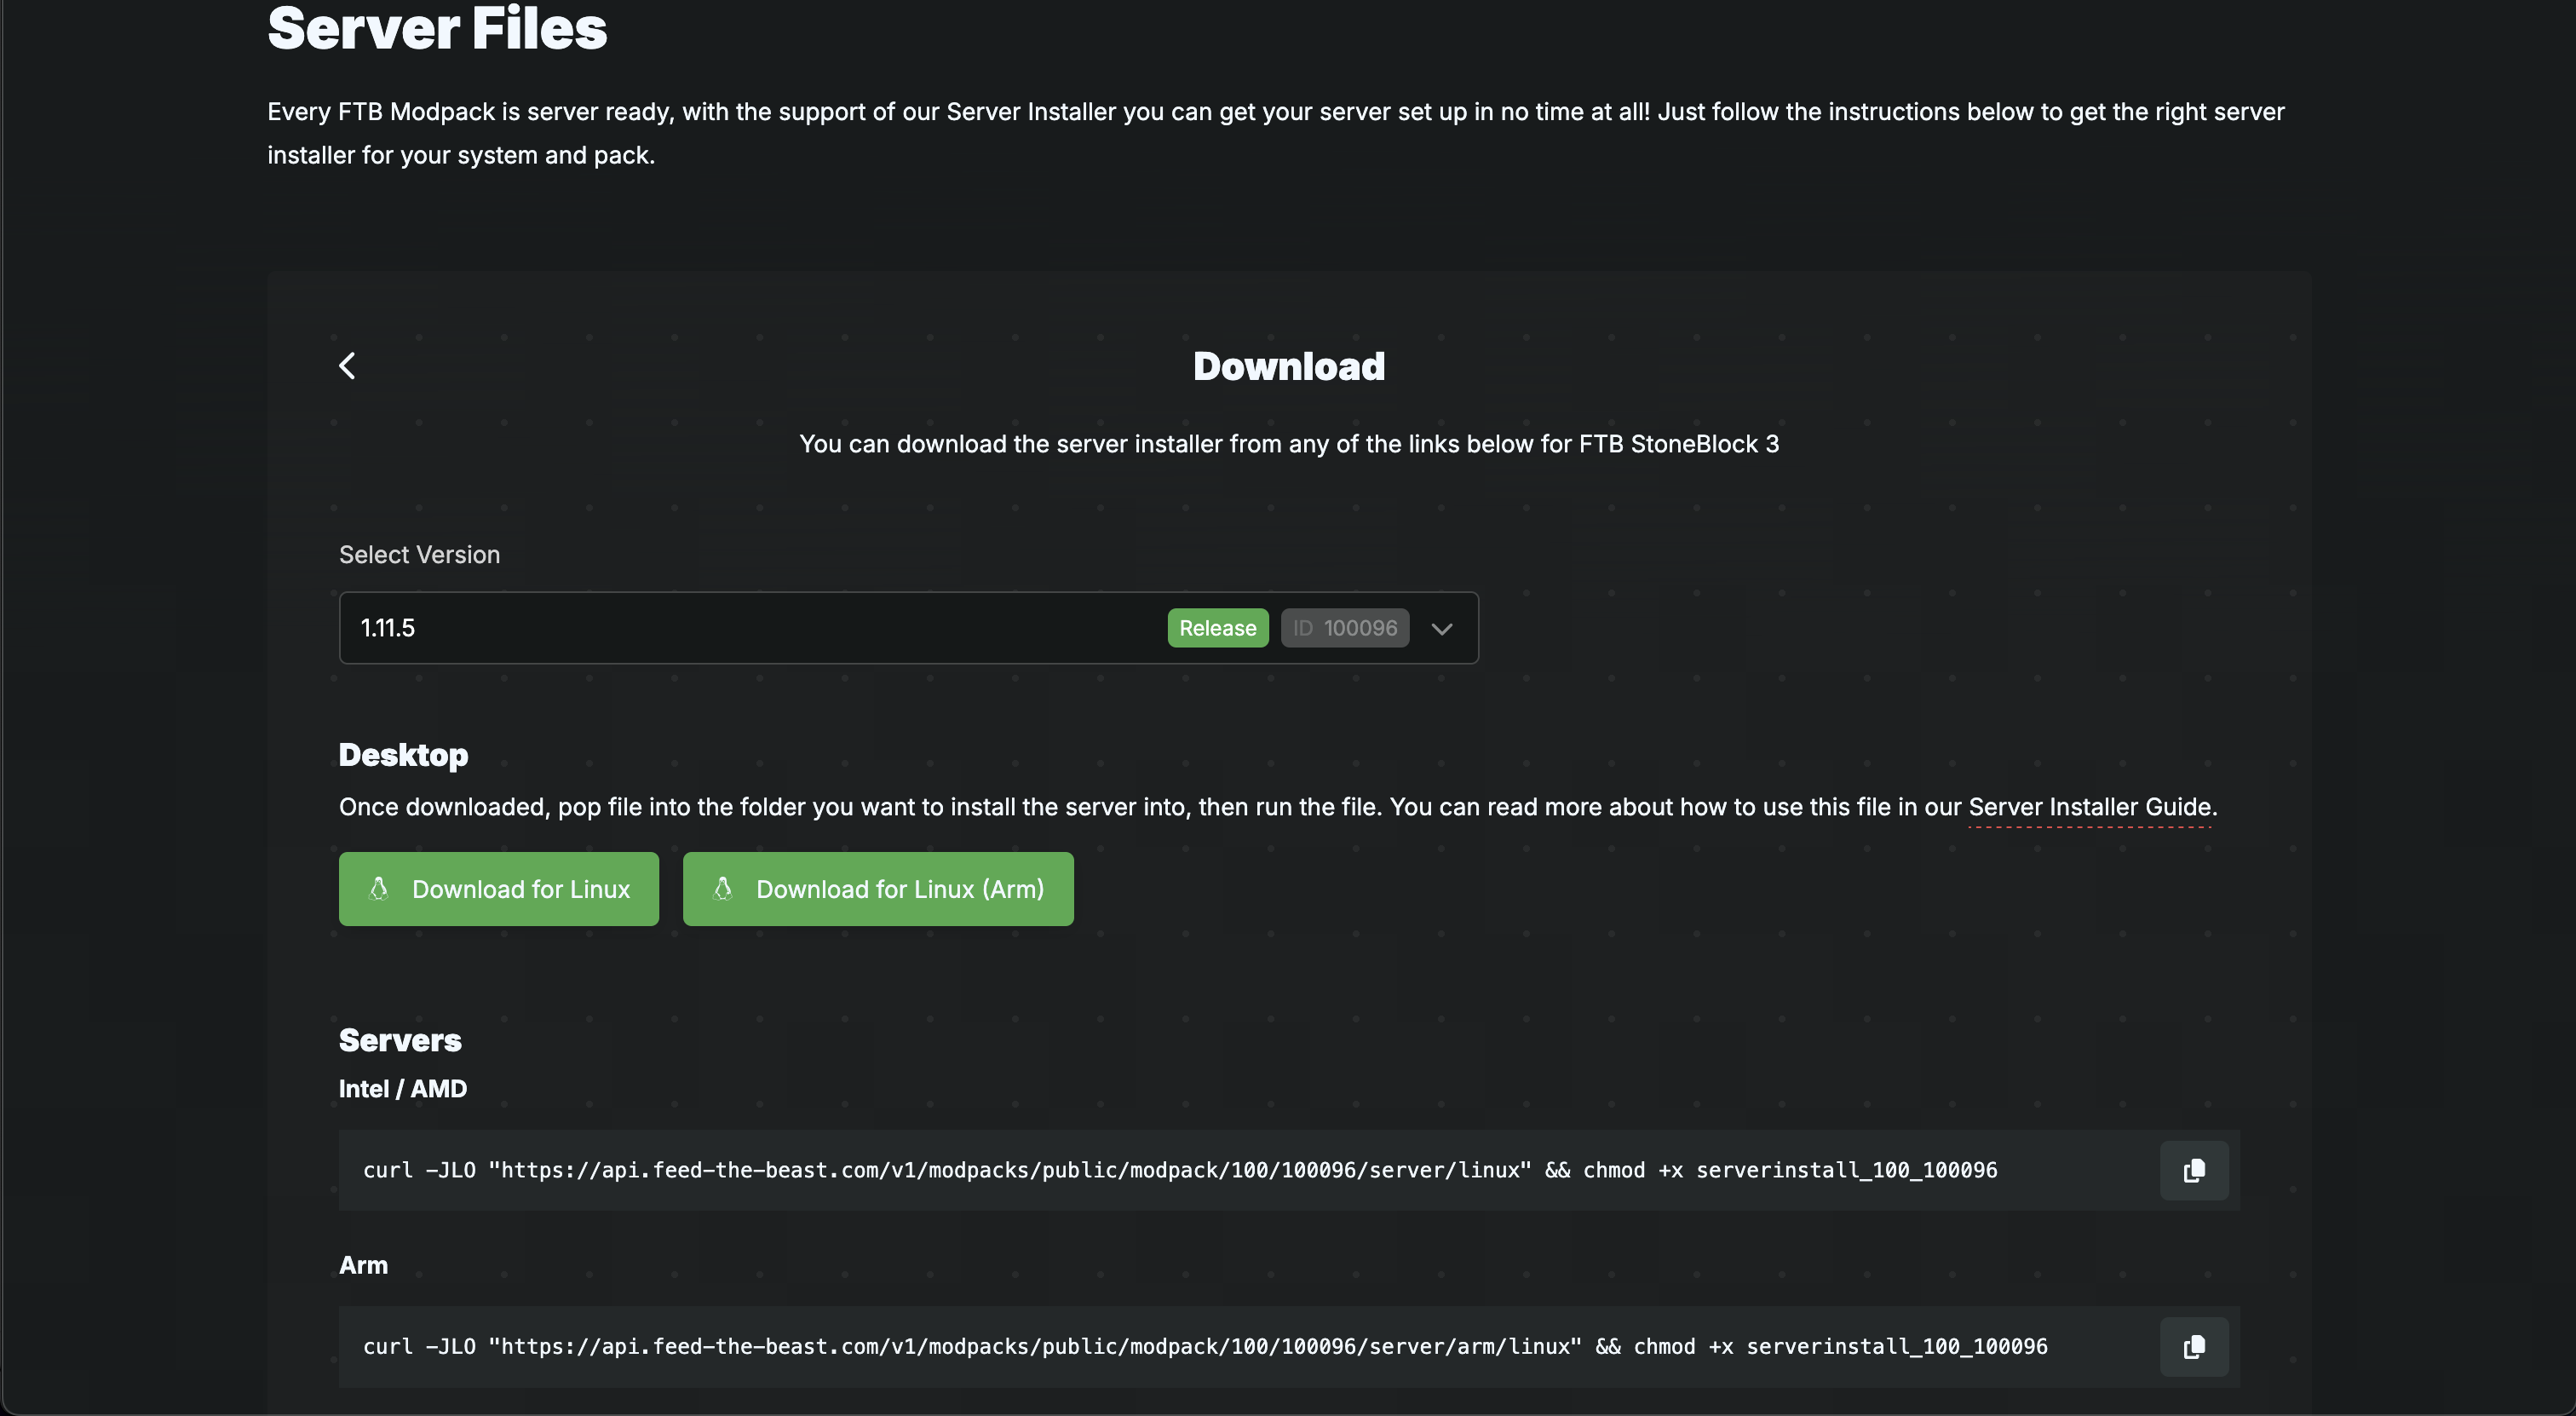 Server Files
Every FTB Modpack is server ready, with the support of our Server Installer you can get your server set up in no time at all! Just follow the instructions below to get the right server
installer for your system and pack.
Download
You can download the server installer from any of the links below for FTB StoneBlock 3
Select Version
1.11.5 Release ID 100096
Desktop
Once downloaded, pop file into the folder you want to install the server into, then run the file. You can read more about how to use this file in our Server Installer Guide.
Download for Linux Download for Linux (Arm)
Servers
Intel / AMD
curl -JLO "https://api.feed-the-beast.com/v1/modpacks/public/modpack/100/100096/server/linux" && chmod +x serverinstall_100_100096
Arm
curl -JLO "https://api.feed-the-beast.com/v1/modpacks/public/modpack/100/100096/server/arm/linux" && chmod +x serverinstall_100_100096